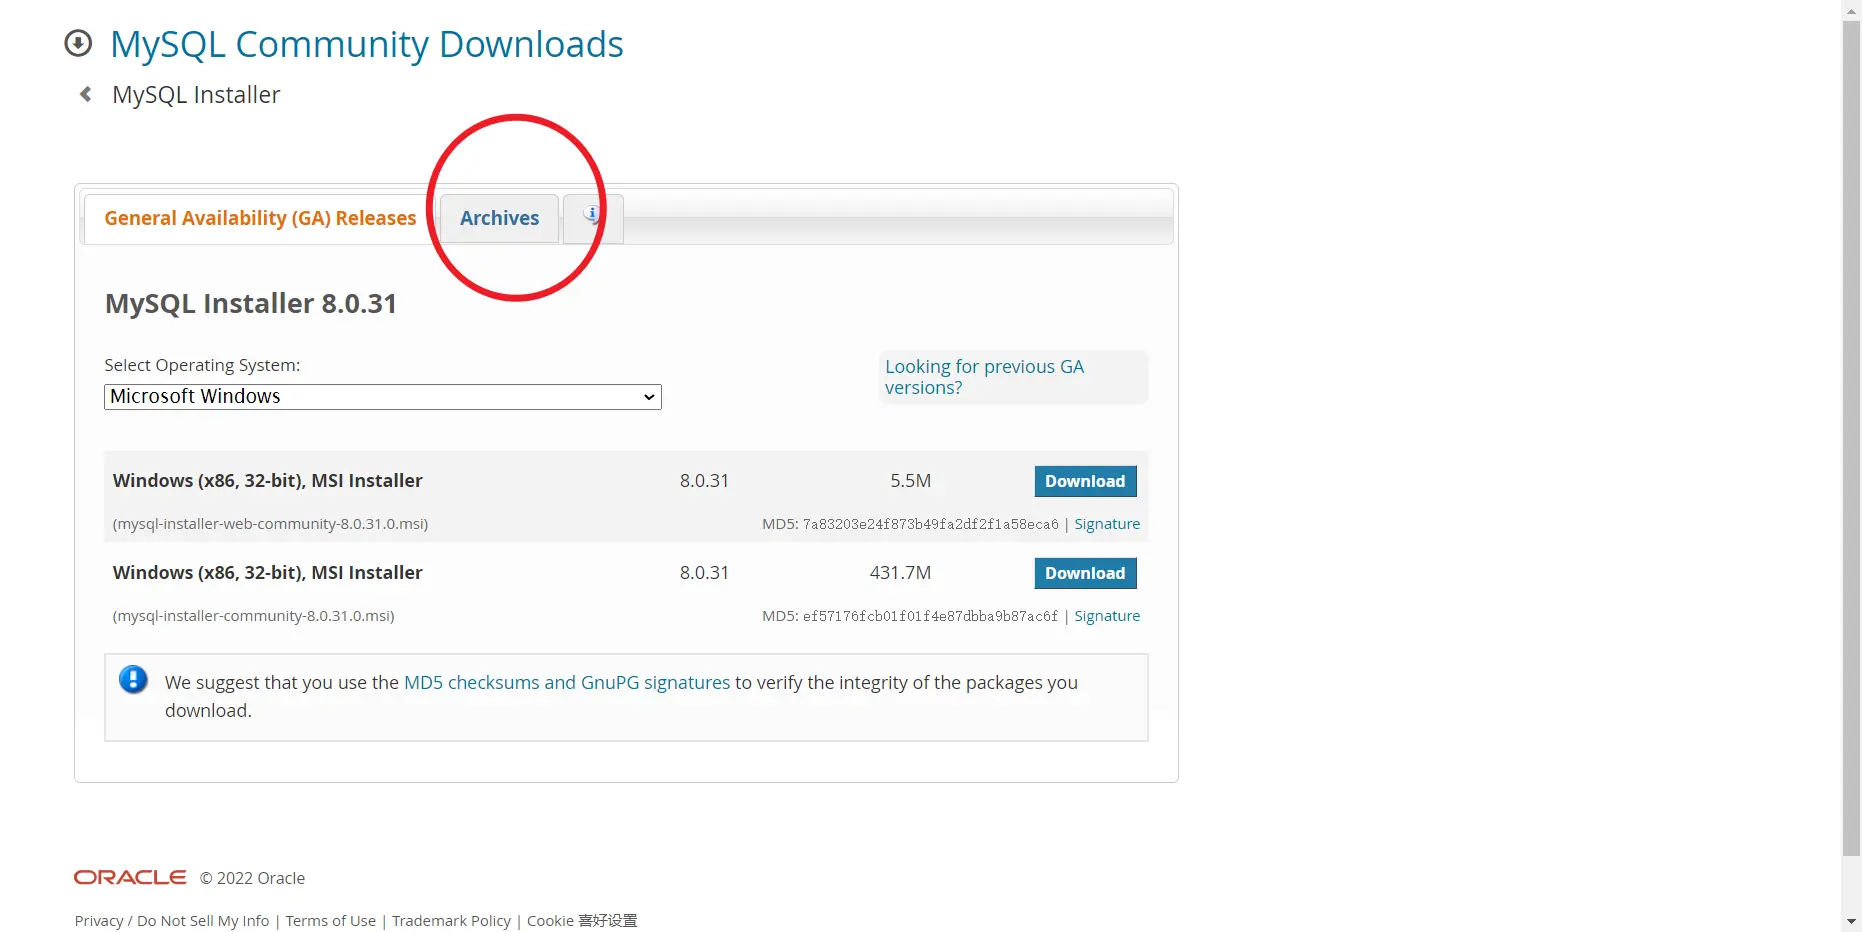 MySQL Community Downloads
MySQL Installer
General Availability (GA) Releases
Archives
MySQL Installer 8.0.31
Select Operating System:
Microsoft Windows
Looking for previous GA
versions?
Windows (x86, 32-bit), MSI Installer 8.0.31 5.5M Download
(mysql-installer-web-community-8.0.31.0.msi) MD5: 7a83203e24f873b49fa2df2f1a58eca6 | Signature
Windows (x86, 32-bit), MSI Installer 8.0.31 431.7M Download
(mysql-installer-community-8.0.31.0.msi) MD5: ef57176fcb01f01f4e87dbba9b87ac6f | Signature
We suggest that you use the MD5 checksums and GnuPG signatures to verify the integrity of the packages you
download.
ORACLE © 2022 Oracle
Privacy / Do Not Sell My Info | Terms of Use | Trademark Policy | Cookie 喜好设置